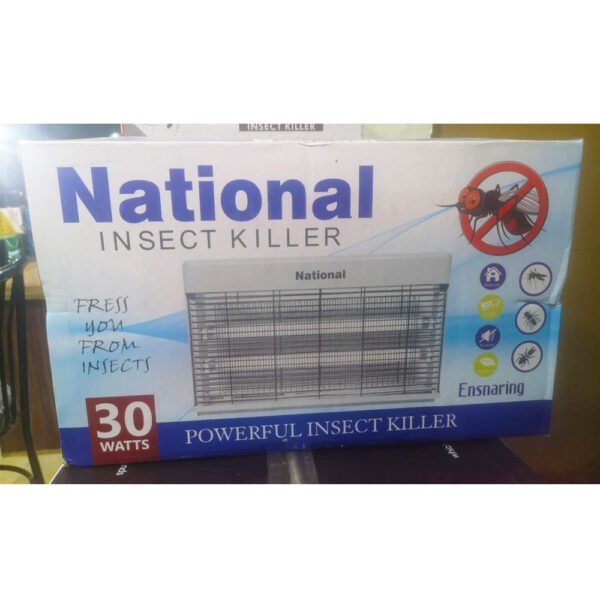 INSECT KILLER
National
INSECT KILLER
National
FRESS
YOU
FROM
INSECTS
Ensnaring
30
WATTS
POWERFUL INSECT KILLER